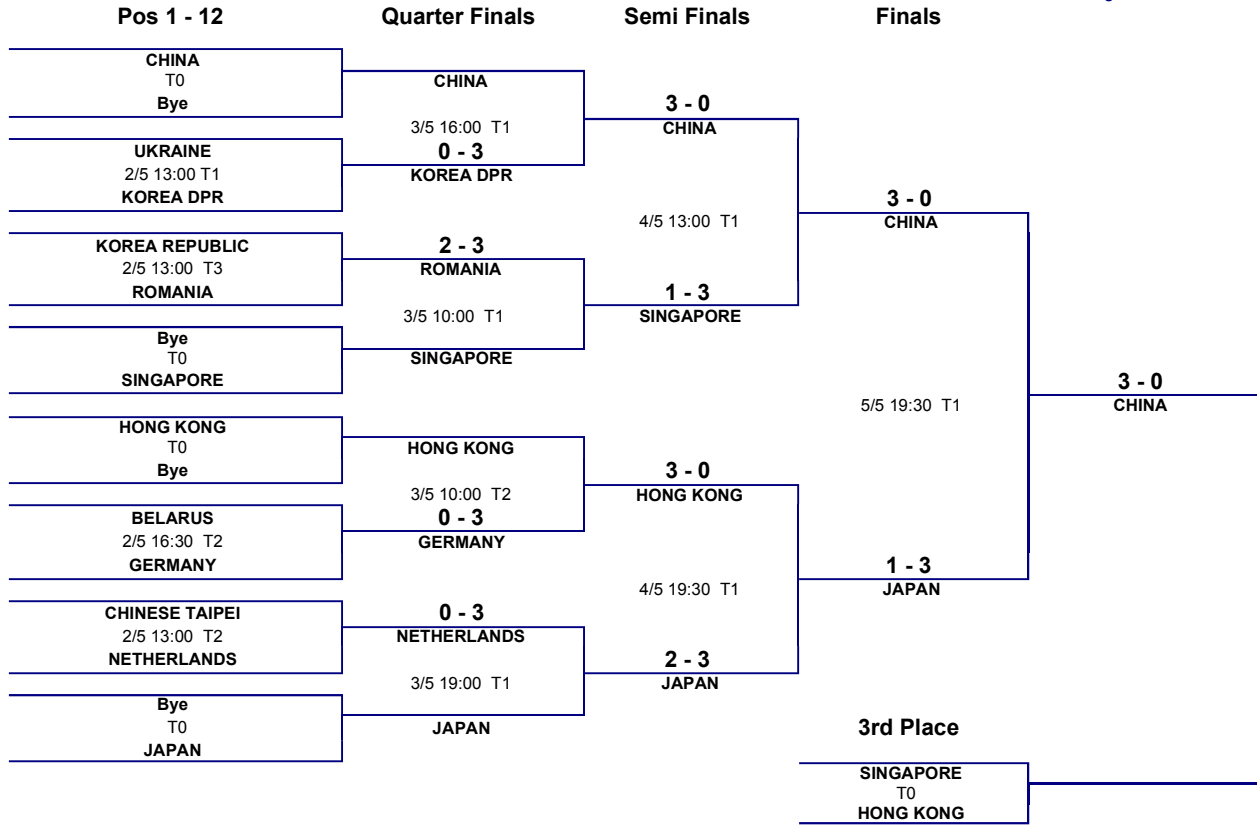 Pos 1 - 12
Quarter Finals
Semi Finals
Finals
CHINA
T0
Bye
UKRAINE
2/5 13:00 T1
KOREA DPR
KOREA REPUBLIC
2/5 13:00 T3
ROMANIA
Bye
T0
SINGAPORE
HONG KONG
T0
Bye
BELARUS
2/5 16:30 T2
GERMANY
CHINESE TAIPEI
2/5 13:00 T2
NETHERLANDS
Bye
T0
JAPAN
CHINA
3/5 16:00 T1
0 - 3
KOREA DPR
2 - 3
ROMANIA
3/5 10:00 T1
SINGAPORE
HONG KONG
3/5 10:00 T2
0 - 3
GERMANY
0 - 3
NETHERLANDS
3/5 19:00 T1
JAPAN
3 - 0
CHINA
4/5 13:00 T1
1 - 3
SINGAPORE
3 - 0
HONG KONG
4/5 19:30 T1
2 - 3
JAPAN
3 - 0
CHINA
5/5 19:30 T1
1 - 3
JAPAN
3 - 0
CHINA
3rd Place
SINGAPORE
T0
HONG KONG